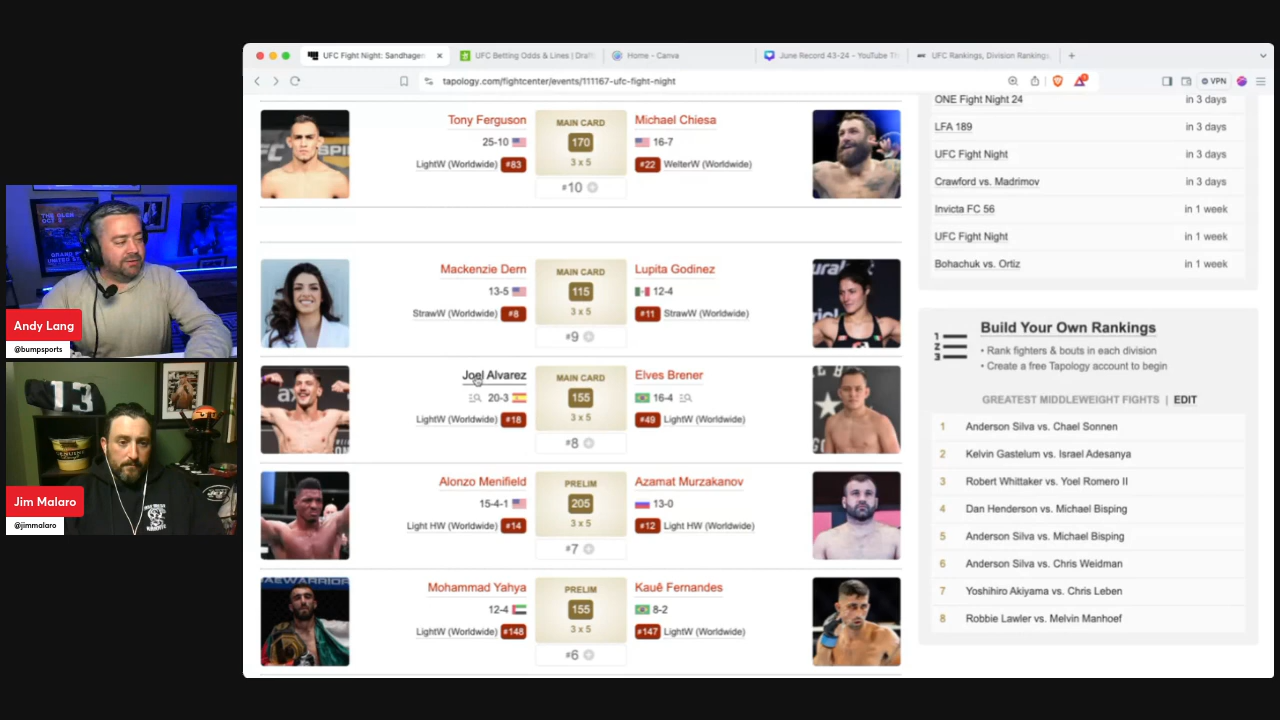 UFC Fight Night: Sandhagen
UFC Betting Odds & Lines | Draft
Home - Canva
June Record 43-24 - YouTube T
UFC Rankings, Division Rankings,
tapology.com/fightcenter/events/111167-ufc-fight-night
VPN
Tony Ferguson
MAIN CARD
Michael Chiesa
25-10
170
16-7
LightW (Worldwide) #83
3 x 5
#22 WelterW (Worldwide)
#10
Mackenzie Dern
MAIN CARD
Lupita Godinez
13-5
115
12-4
StrawW (Worldwide) #8
3 x 5
#11 StrawW (Worldwide)
#9
Joel Alvarez
MAIN CARD
Elves Brener
20-3
155
16-4
LightW (Worldwide) #18
3 x 5
#49 LightW (Worldwide)
#8
Alonzo Menifield
PRELIM
Azamat Murzakanov
15-4-1
205
13-0
Light HW (Worldwide) #14
3 x 5
#12 Light HW (Worldwide)
#7
Mohammad Yahya
PRELIM
Kauê Fernandes
12-4
155
8-2
LightW (Worldwide) #148
3 x 5
#147 LightW (Worldwide)
#6
ONE Fight Night 24 in 3 days
LFA 189 in 3 days
UFC Fight Night in 3 days
Crawford vs. Madrimov in 3 days
Invicta FC 56 in 1 week
UFC Fight Night in 1 week
Bohachuk vs. Ortiz in 1 week
Build Your Own Rankings
• Rank fighters & bouts in each division
• Create a free Tapology account to begin
GREATEST MIDDLEWEIGHT FIGHTS | EDIT
1 Anderson Silva vs. Chael Sonnen
2 Kelvin Gastelum vs. Israel Adesanya
3 Robert Whittaker vs. Yoel Romero II
4 Dan Henderson vs. Michael Bisping
5 Anderson Silva vs. Michael Bisping
6 Anderson Silva vs. Chris Weidman
7 Yoshihiro Akiyama vs. Chris Leben
8 Robbie Lawler vs. Melvin Manhoef
Andy Lang
@bumpsports
13
Jim Malaro
@jimmalaro